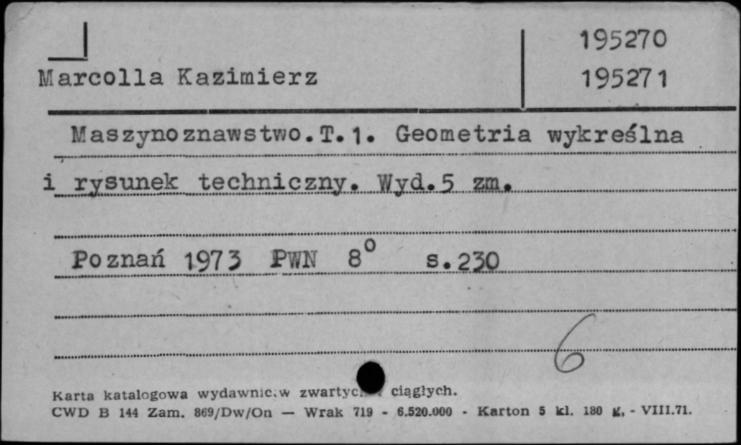 195270
Marcolla Kazimierz 195271
Maszynoznawstwo.T.1. Geometria wykreślna
i rysunek techniczny. Wyd.5 zm.
Poznań 1973 PWN 8° s.230
6
Karta katalogowa wydawnic.w zwartyc ciągłych.
CWD B 144 Zam. 869/Dw/On — Wrak 719 - 6.520.000 - Karton 5 kl. 180 g. - VIII.71.